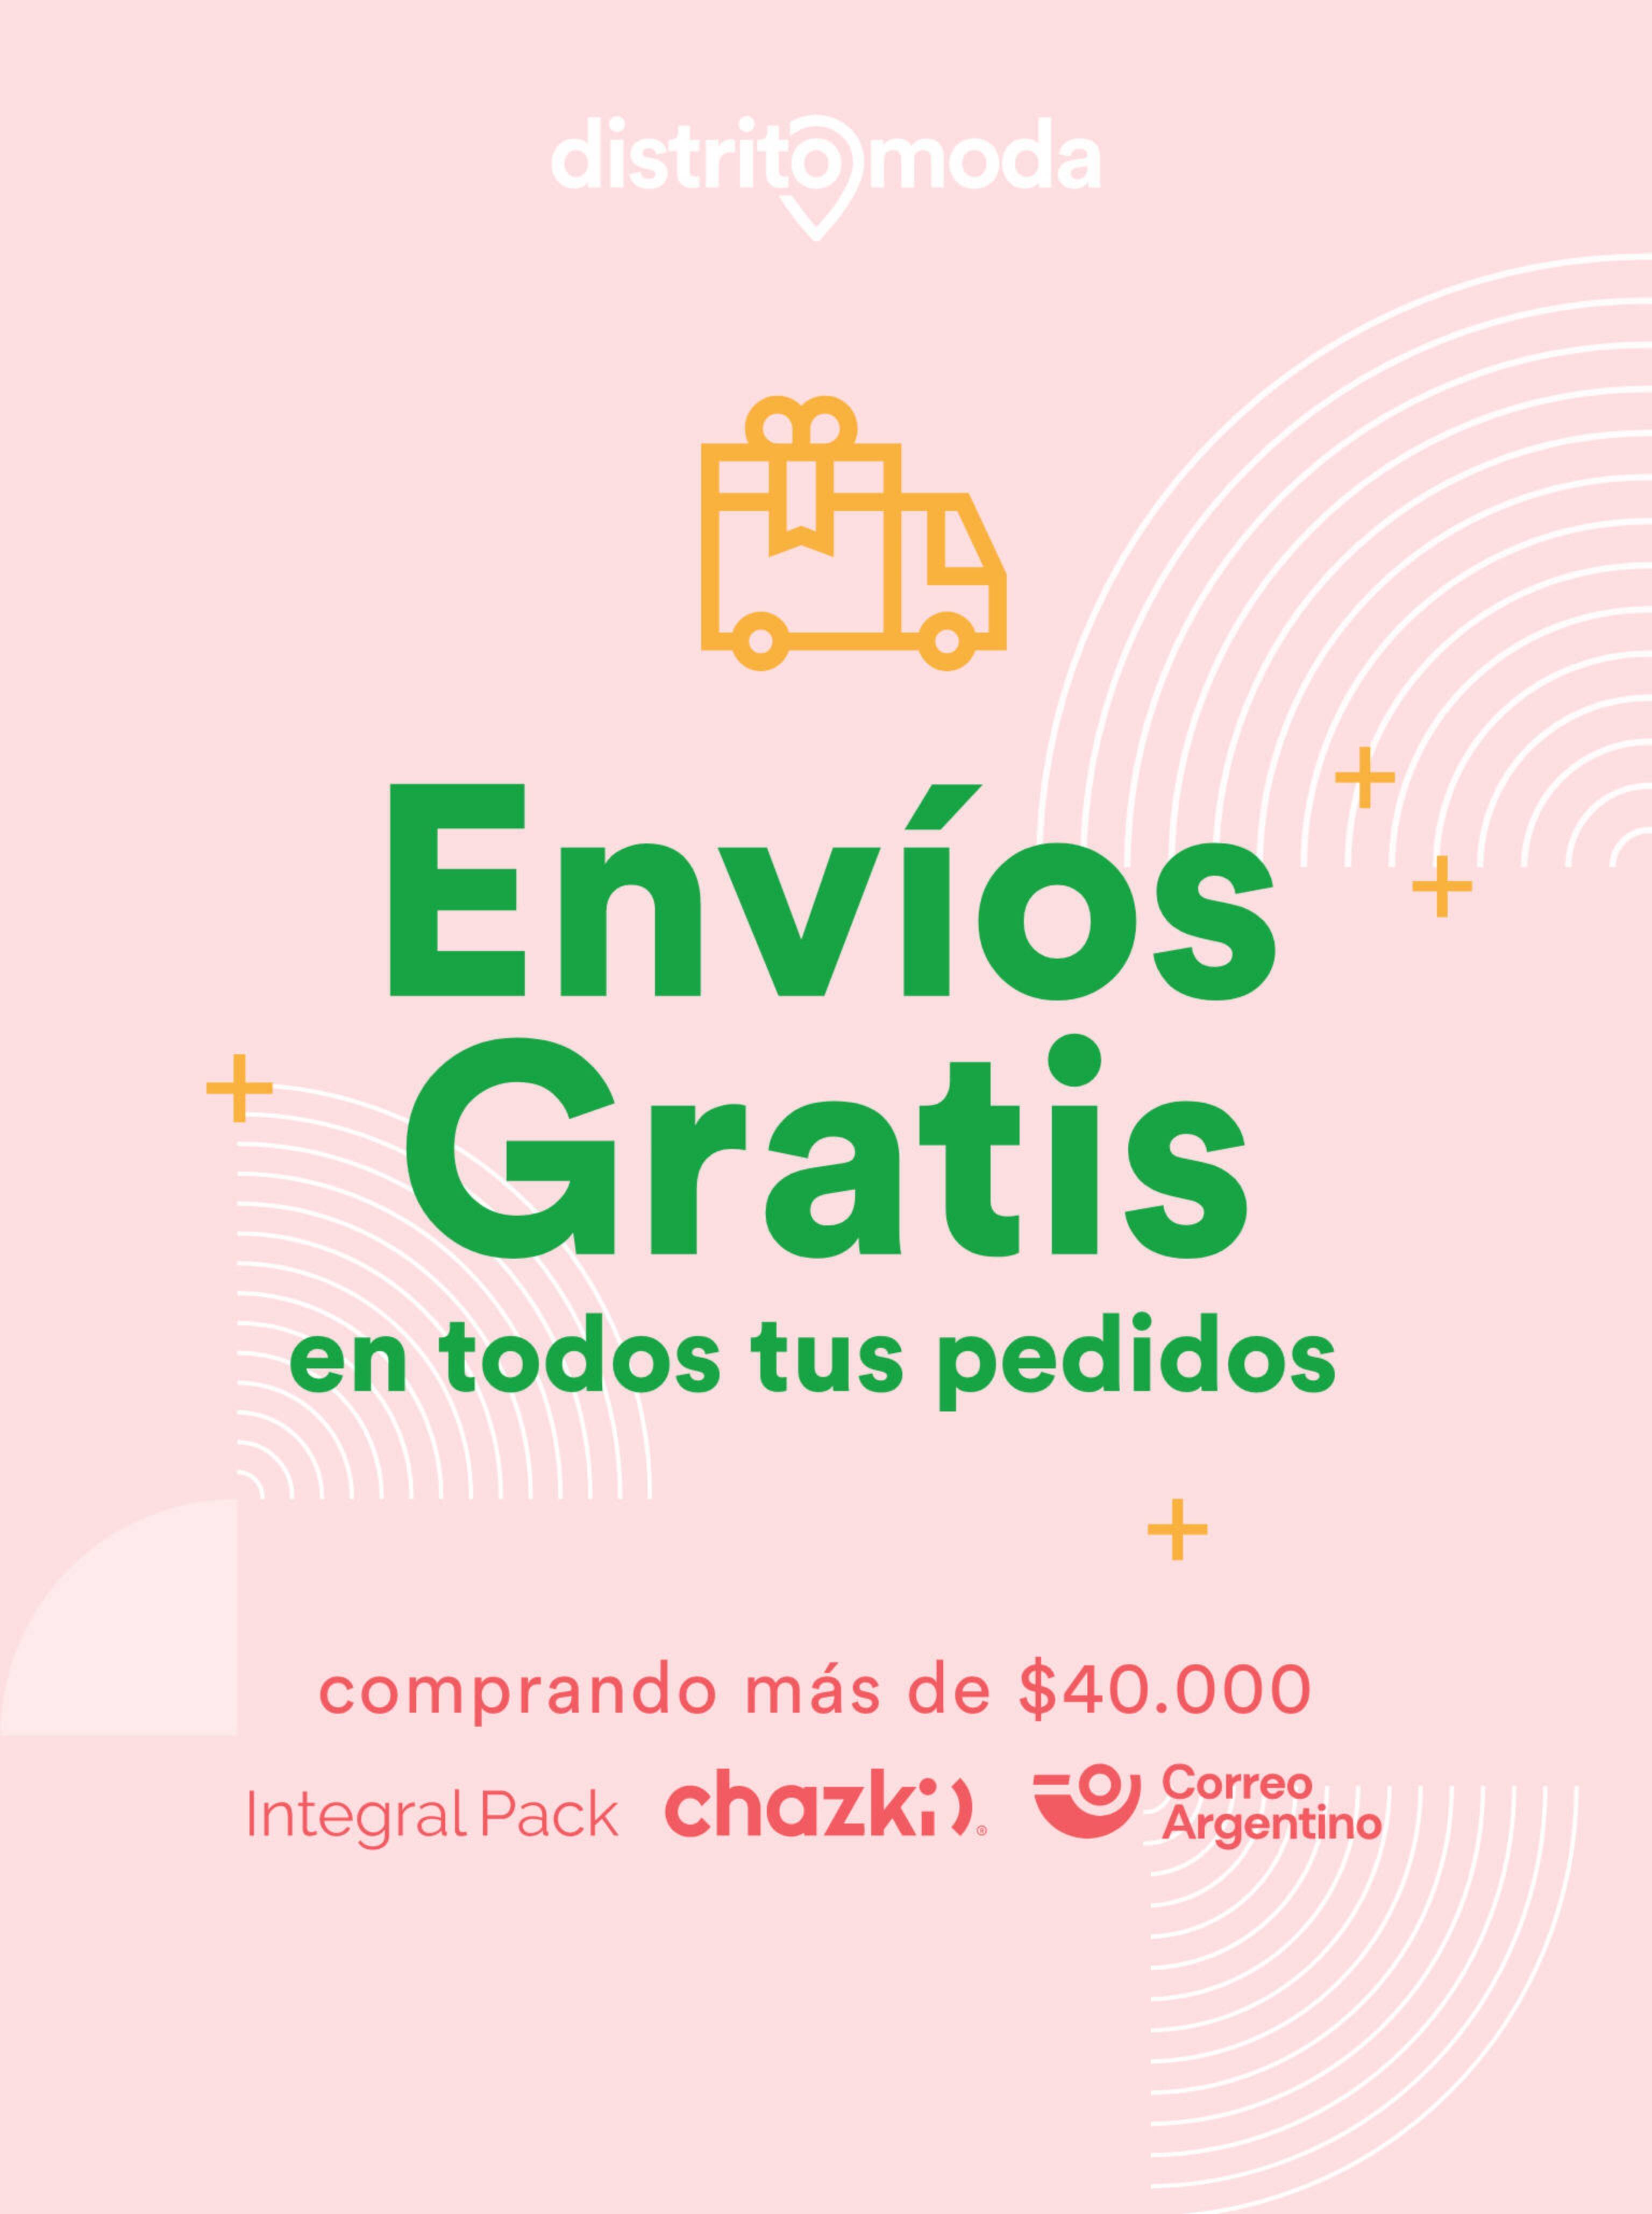 distritomoda
Envíos
Gratis
en todos tus pedidos
comprando más de $40.000
Integral Pack chazki® Correo
Argentino